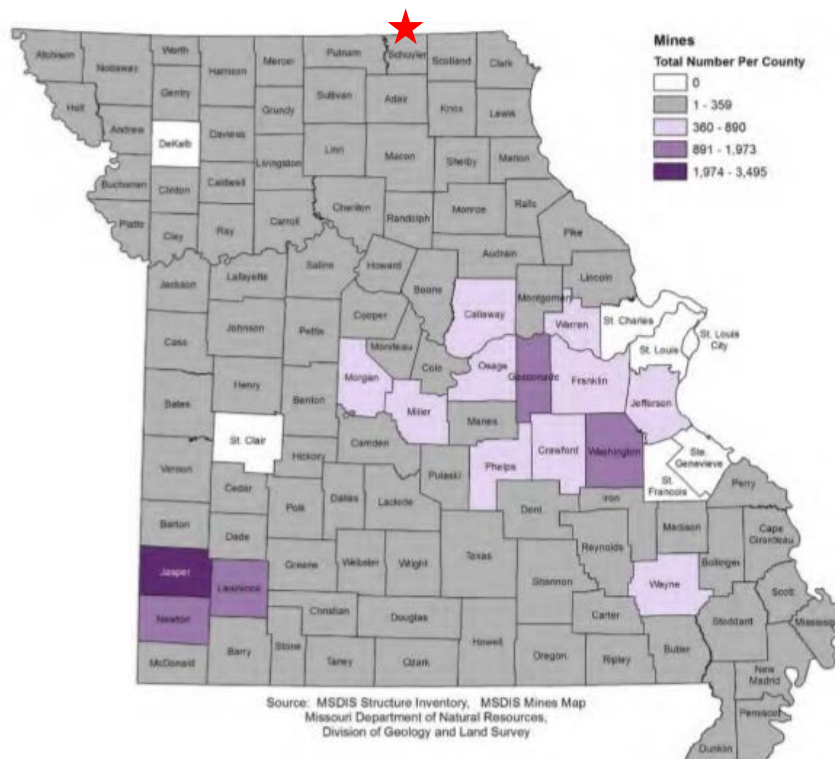 Mines
Total Number Per County
0
1 - 359
360 - 890
891 - 1,973
1,974 - 3,495
Atchison
Nodaway
Worth
Harrison
Mercer
Putnam
Schuyler
Scotland
Clark
Holt
Gentry
Grundy
Sullivan
Adair
Knox
Lewis
Andrew
DeKalb
Daviess
Livingston
Linn
Macon
Shelby
Marion
Buchanan
Clinton
Caldwell
Platte
Clay
Ray
Carroll
Chariton
Randolph
Monroe
Ralls
Pike
Audrain
Jackson
Lafayette
Saline
Howard
Boone
Callaway
Montgomery
Lincoln
Warren
St. Charles
St. Louis
St. Louis
City
Cass
Johnson
Pettis
Cooper
Moniteau
Cole
Osage
Gasconade
Franklin
Jefferson
Bates
Henry
Benton
Morgan
Miller
Maries
St. Clair
Hickory
Camden
Pulaski
Phelps
Crawford
Washington
Ste.
Genevieve
St.
Francois
Perry
Vernon
Cedar
Polk
Dallas
Laclede
Dent
Iron
Madison
Cape
Girardeau
Barton
Dade
Greene
Webster
Wright
Texas
Shannon
Reynolds
Wayne
Bollinger
Jasper
Lawrence
Newton
Christian
Douglas
Howell
Carter
Stoddard
Scott
Mississippi
McDonald
Barry
Stone
Taney
Ozark
Oregon
Ripley
Butler
New
Madrid
Pemiscot
Dunklin
Source: MSDIS Structure Inventory, MSDIS Mines Map
Missouri Department of Natural Resources,
Division of Geology and Land Survey